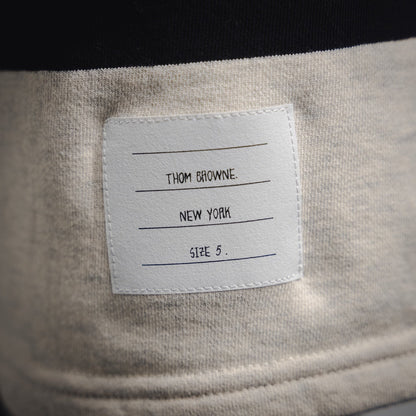 THOM BROWNE.
NEW YORK
SIZE 5 .